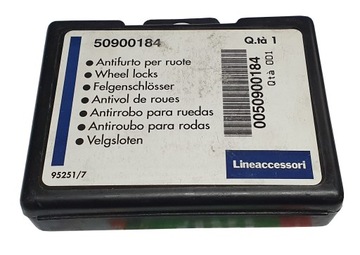 50900184 Q.tà 1
• Antifurto per ruote
• Wheel locks
• Felgenschlösser
• Antivol de roues
• Antirrobo para ruedas
• Antiroubo para rodas
• Velgsloten
0050900184
Qtà 001
Lineaccessori
95251/7